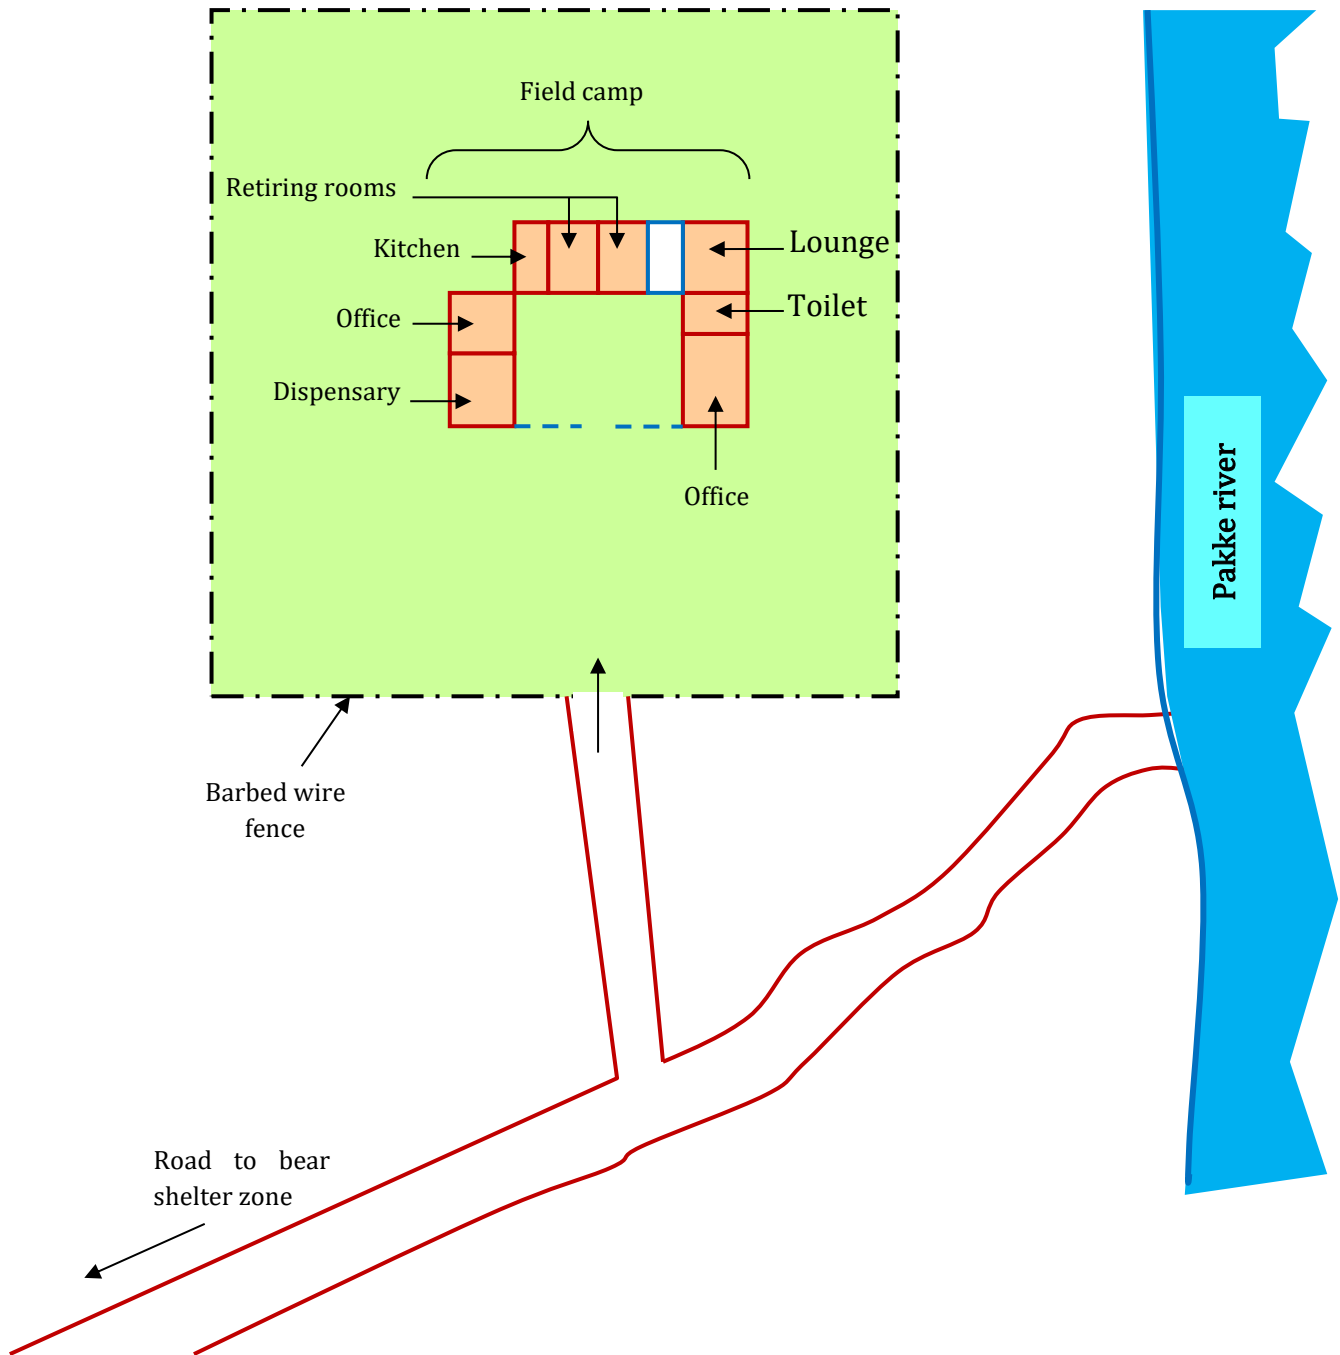 Field camp
Retiring rooms
Kitchen
Lounge
Office
Toilet
Dispensary
Office
Pakke river
Barbed wire
fence
Road to bear
shelter zone